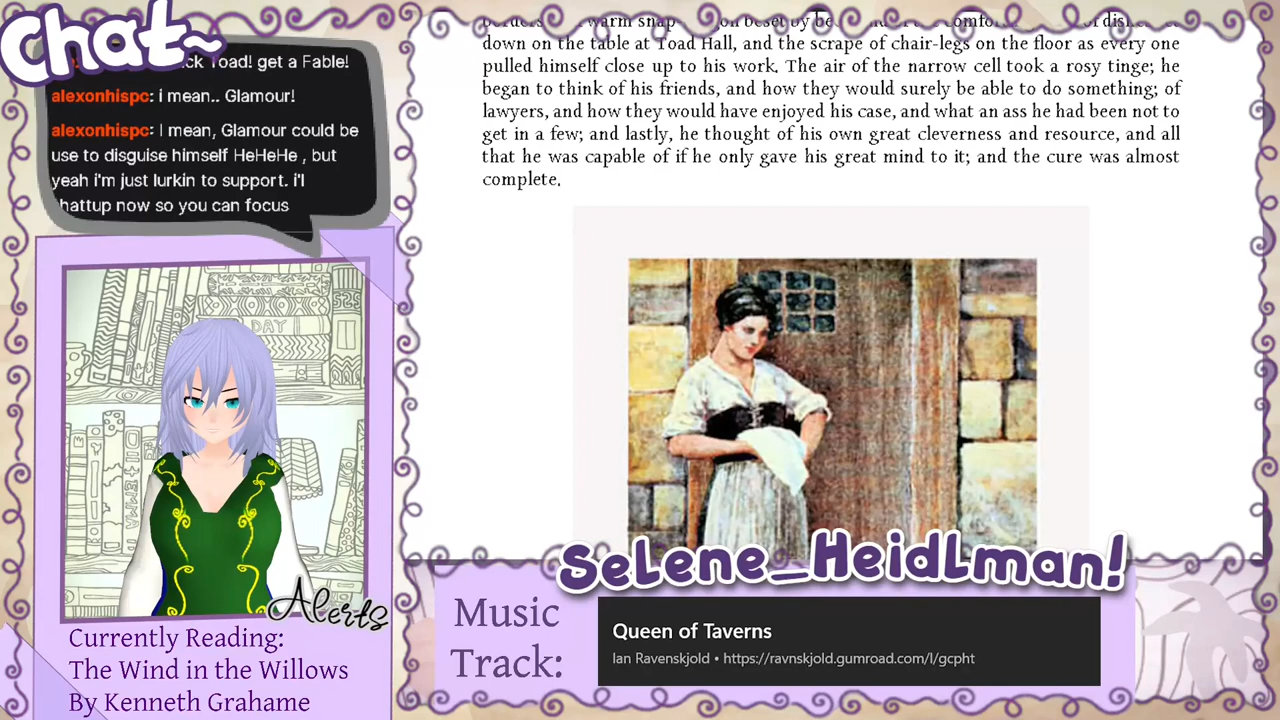 Chat~
Toad! get a Fable!
alexonhispc: i mean.. Glamour!
alexonhispc: I mean, Glamour could be
use to disguise himself HeHeHe , but
yeah i'm just lurkin to support. i'l
hattup now so you can focus
down on the table at Toad Hall, and the scrape of chair-legs on the floor as every one
pulled himself close up to his work. The air of the narrow cell took a rosy tinge; he
began to think of his friends, and how they would surely be able to do something; of
lawyers, and how they would have enjoyed his case, and what an ass he had been not to
get in a few; and lastly, he thought of his own great cleverness and resource, and all
that he was capable of if he only gave his great mind to it; and the cure was almost
complete.
DAY
Alerts
Currently Reading:
The Wind in the Willows
By Kenneth Grahame
Selene_Heidlman!
Music
Track:
Queen of Taverns
Ian Ravenskjold • https://ravnskjold.gumroad.com/l/gcpht